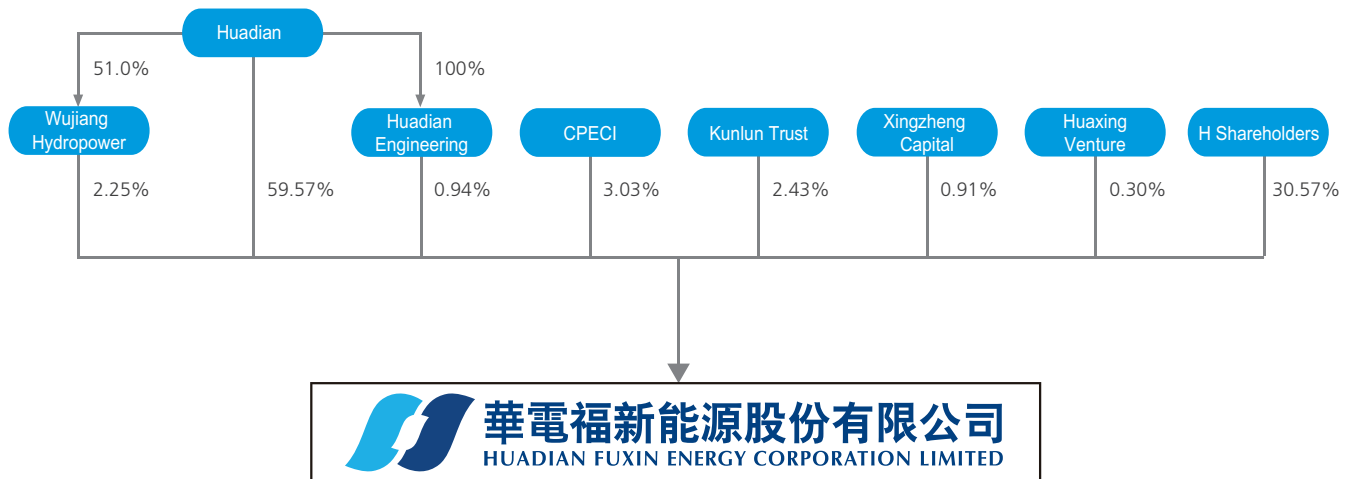 Huadian
51.0%
100%
Wujiang
Hydropower
Huadian
Engineering
CPECI
Kunlun Trust
Xingzheng
Capital
Huaxing
Venture
H Shareholders
2.25%
59.57%
0.94%
3.03%
2.43%
0.91%
0.30%
30.57%
華電福新能源股份有限公司
HUADIAN FUXIN ENERGY CORPORATION LIMITED